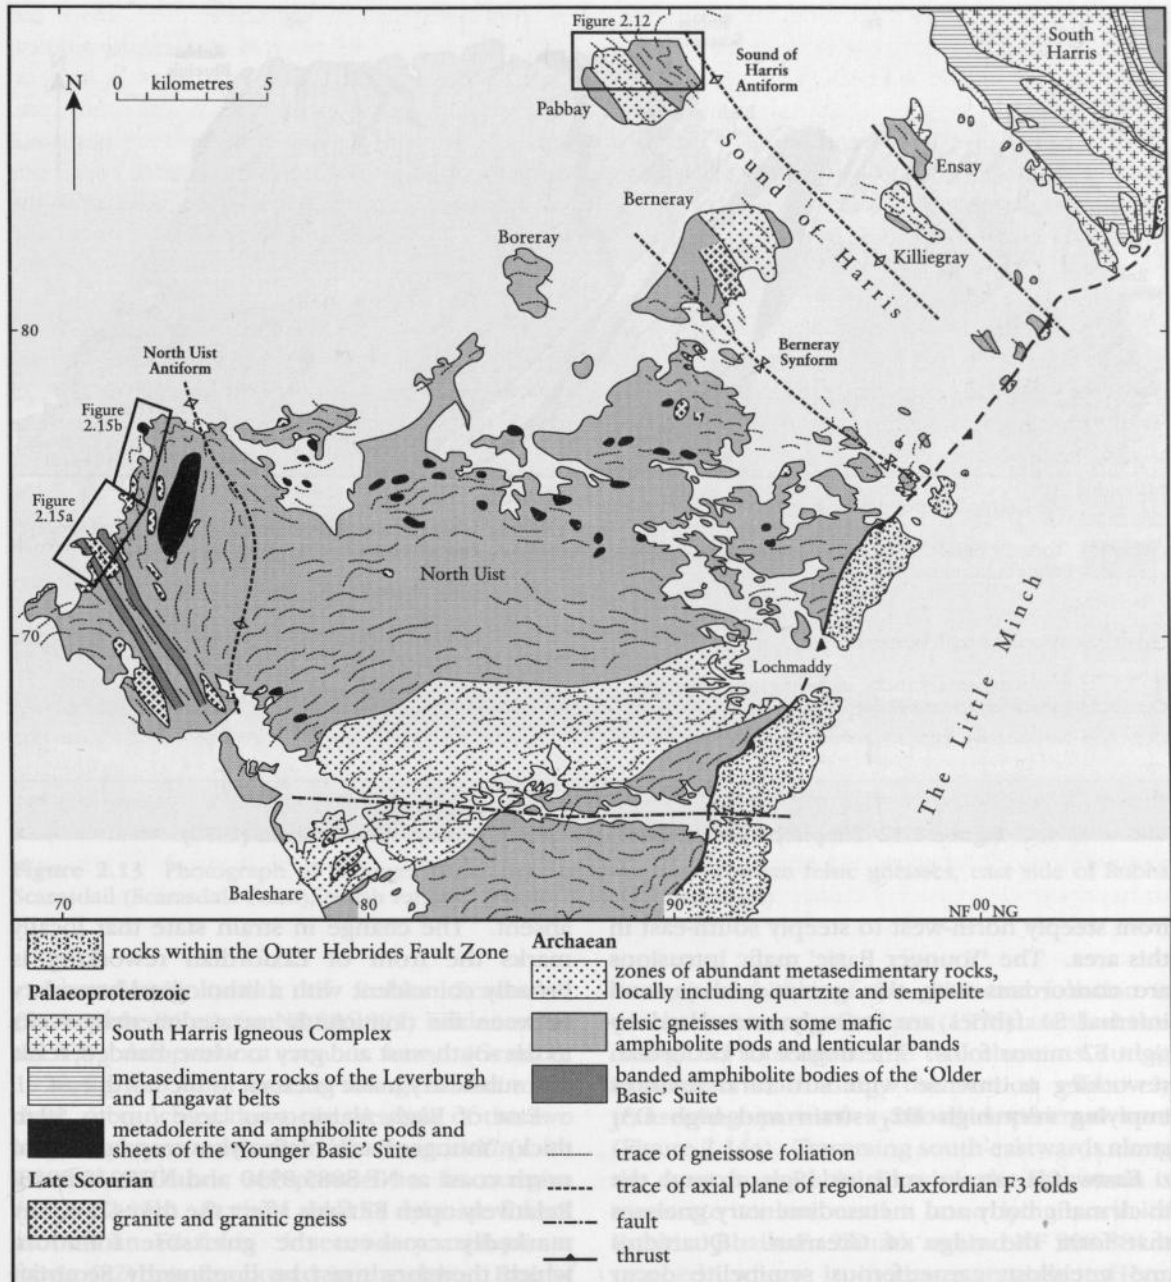 Figure 2.12
South
Harris
N
0 kilometres 5
Sound of
Harris
Antiform
Pabbay
Sound of Harris
Ensay
Berneray
Boreray
Killiegray
80
North Uist
Antiform
Berneray
Synform
Figure
2.15b
Figure
2.15a
North Uist
70
Lochmaddy
The Little Minch
Baleshare
70
80
90
00
NF NG
rocks within the Outer Hebrides Fault Zone
Palaeoproterozoic
South Harris Igneous Complex
metasedimentary rocks of the Leverburgh
and Langavat belts
metadolerite and amphibolite pods and
sheets of the 'Younger Basic' Suite
Late Scourian
granite and granitic gneiss
Archaean
zones of abundant metasedimentary rocks,
locally including quartzite and semipelite
felsic gneisses with some mafic
amphibolite pods and lenticular bands
banded amphibolite bodies of the 'Older
Basic' Suite
trace of gneissose foliation
trace of axial plane of regional Laxfordian F3 folds
fault
thrust